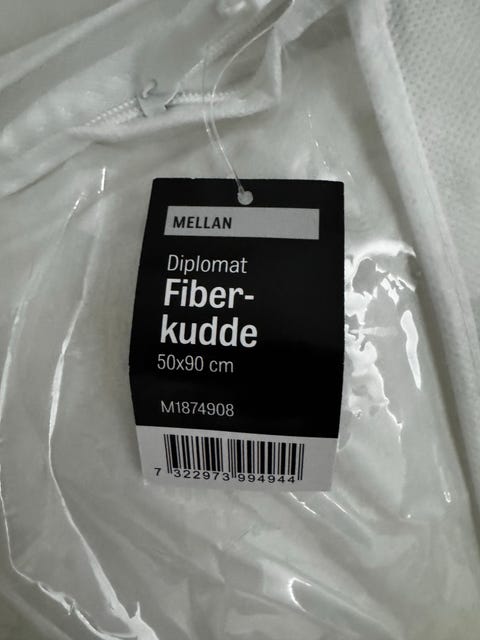 MELLAN
Diplomat
Fiber-
kudde
50x90 cm
M1874908
7 322973 994944